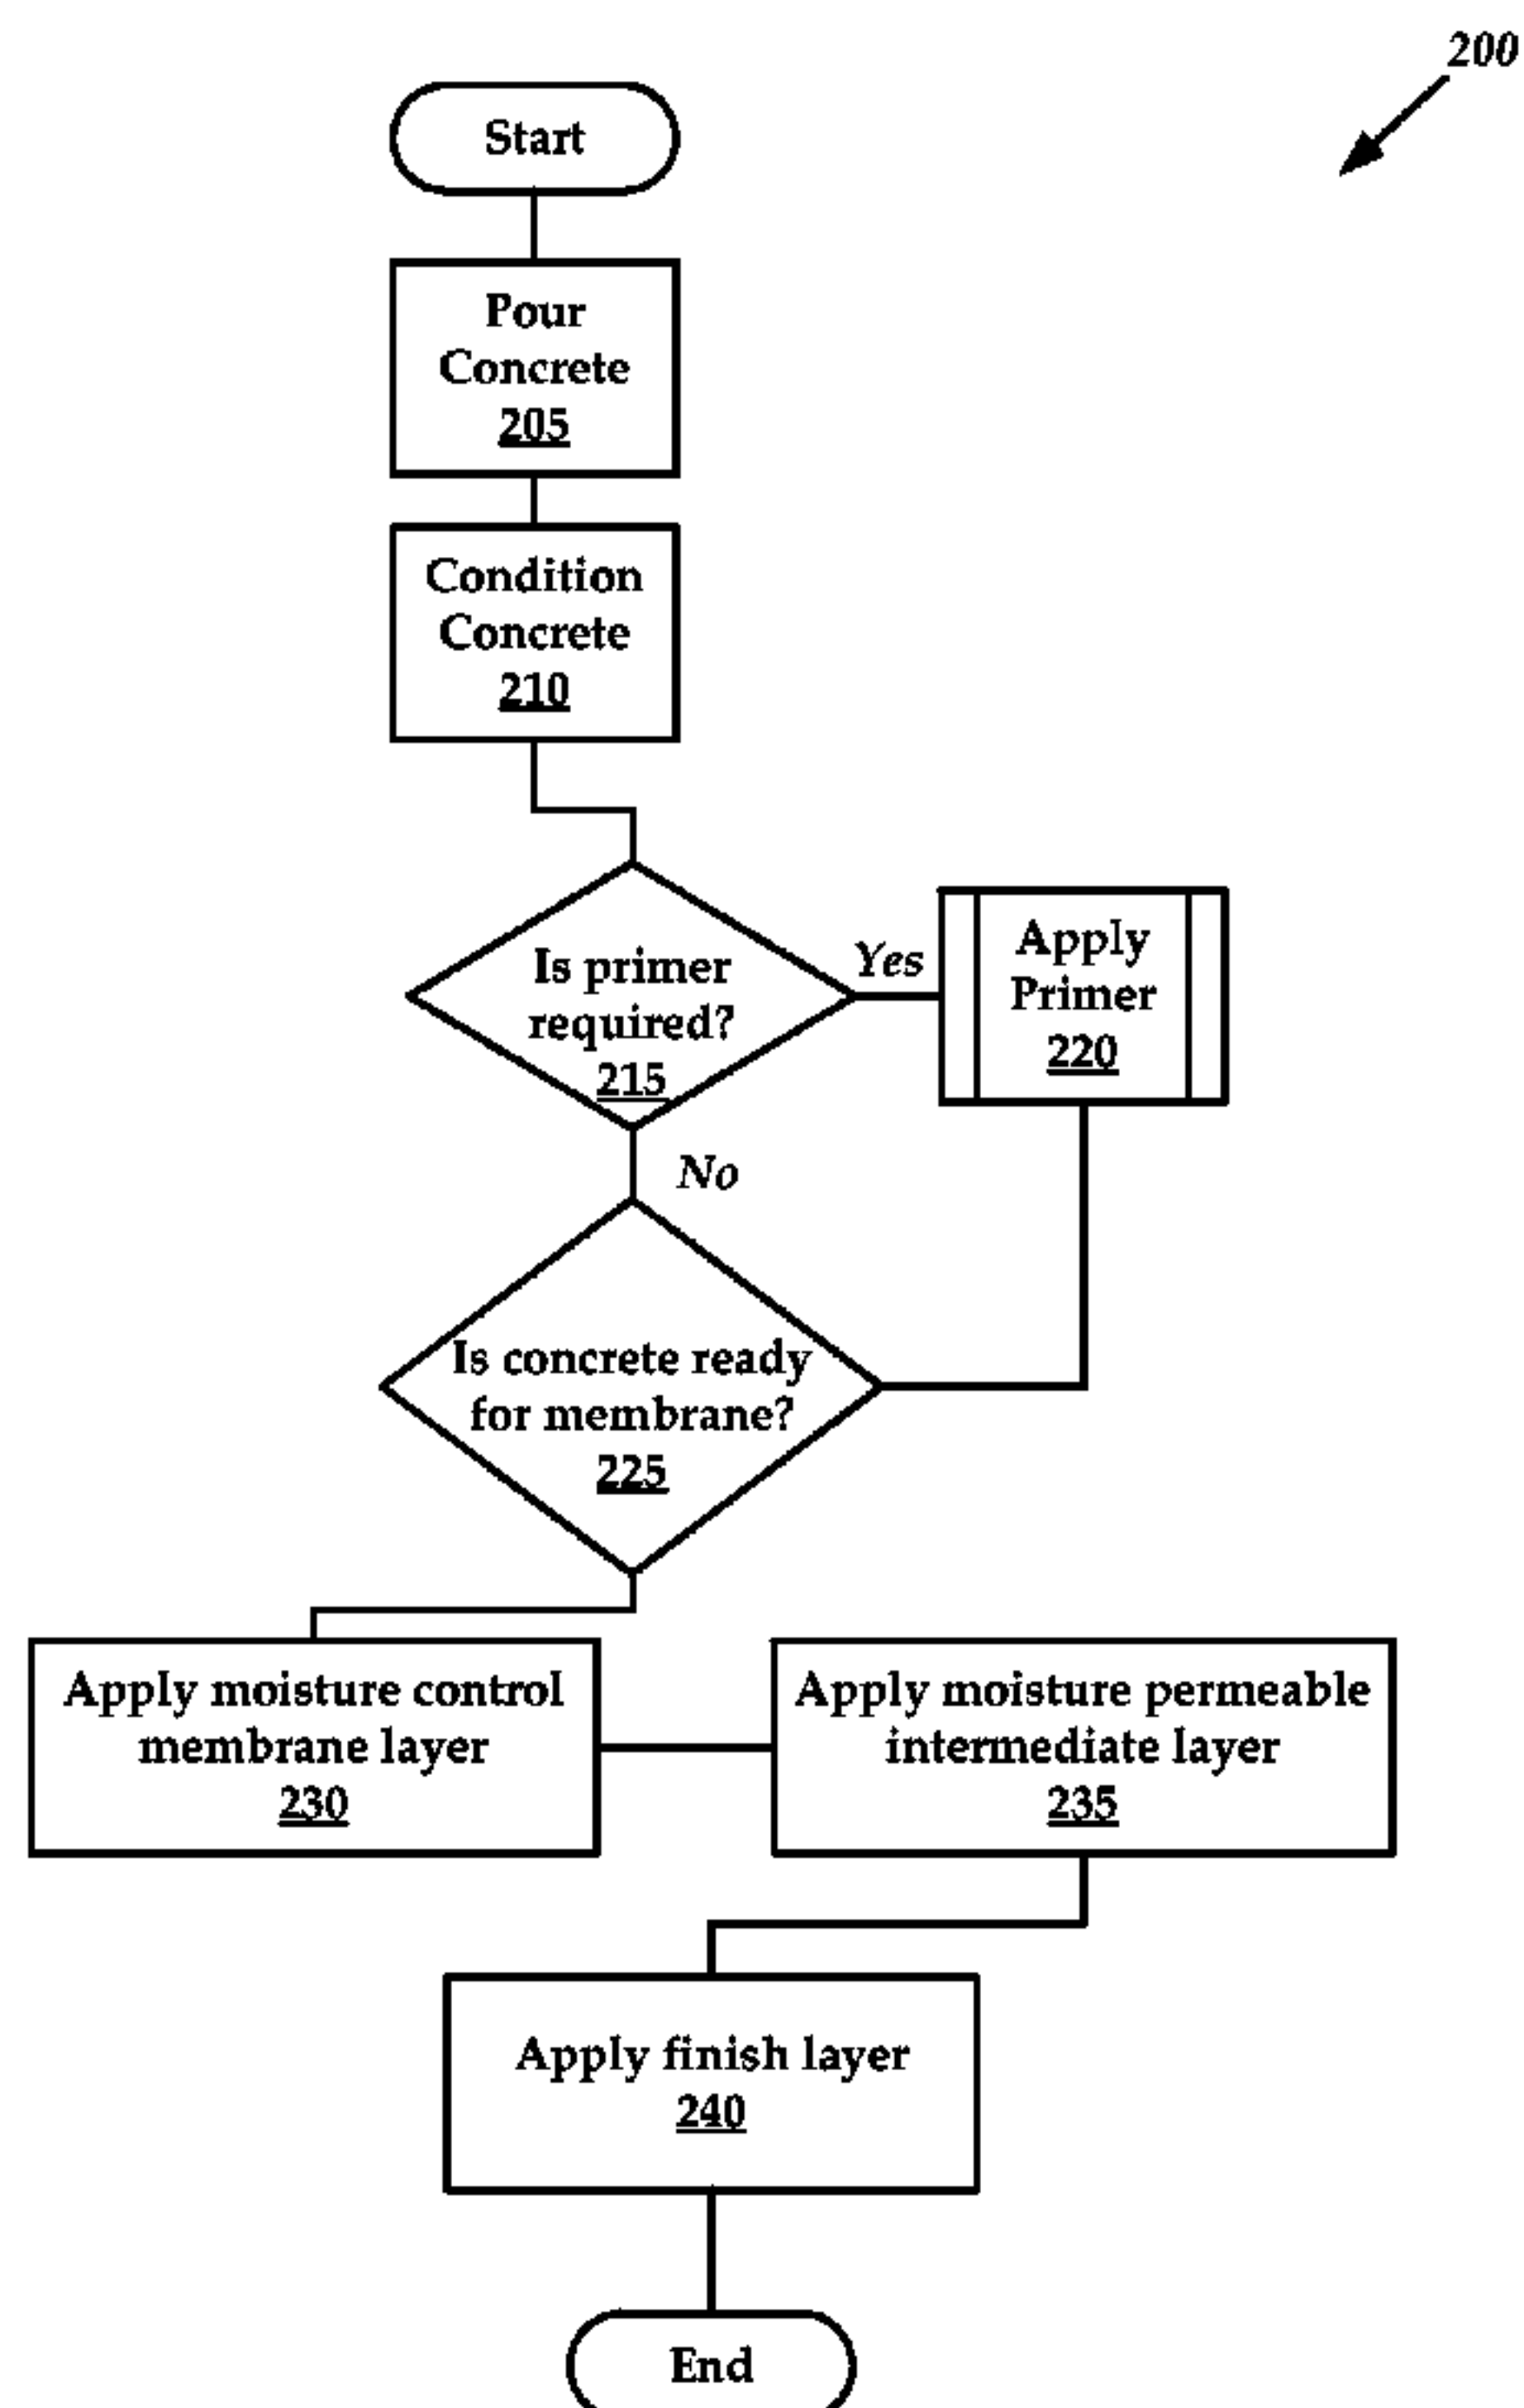 200
Start
Pour
Concrete
205
Condition
Concrete
210
Is primer
required?
215
Yes
Apply
Primer
220
No
Is concrete ready
for membrane?
225
Apply moisture control
membrane layer
230
Apply moisture permeable
intermediate layer
235
Apply finish layer
240
End